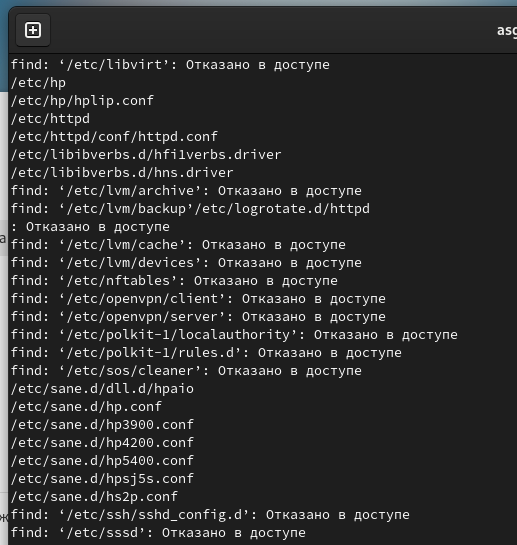 asg
find: ‘/etc/libvirt’: Отказано в доступе
/etc/hp
/etc/hp/hplip.conf
/etc/httpd
/etc/httpd/conf/httpd.conf
/etc/libibverbs.d/hfi1verbs.driver
/etc/libibverbs.d/hns.driver
find: ‘/etc/lvm/archive’: Отказано в доступе
find: ‘/etc/lvm/backup’/etc/logrotate.d/httpd
: Отказано в доступе
find: ‘/etc/lvm/cache’: Отказано в доступе
find: ‘/etc/lvm/devices’: Отказано в доступе
find: ‘/etc/nftables’: Отказано в доступе
find: ‘/etc/openvpn/client’: Отказано в доступе
find: ‘/etc/openvpn/server’: Отказано в доступе
find: ‘/etc/polkit-1/localauthority’: Отказано в доступе
find: ‘/etc/polkit-1/rules.d’: Отказано в доступе
find: ‘/etc/sos/cleaner’: Отказано в доступе
/etc/sane.d/dll.d/hpaio
/etc/sane.d/hp.conf
/etc/sane.d/hp3900.conf
/etc/sane.d/hp4200.conf
/etc/sane.d/hp5400.conf
/etc/sane.d/hpsj5s.conf
/etc/sane.d/hs2p.conf
find: ‘/etc/ssh/sshd_config.d’: Отказано в доступе
find: ‘/etc/sssd’: Отказано в доступе